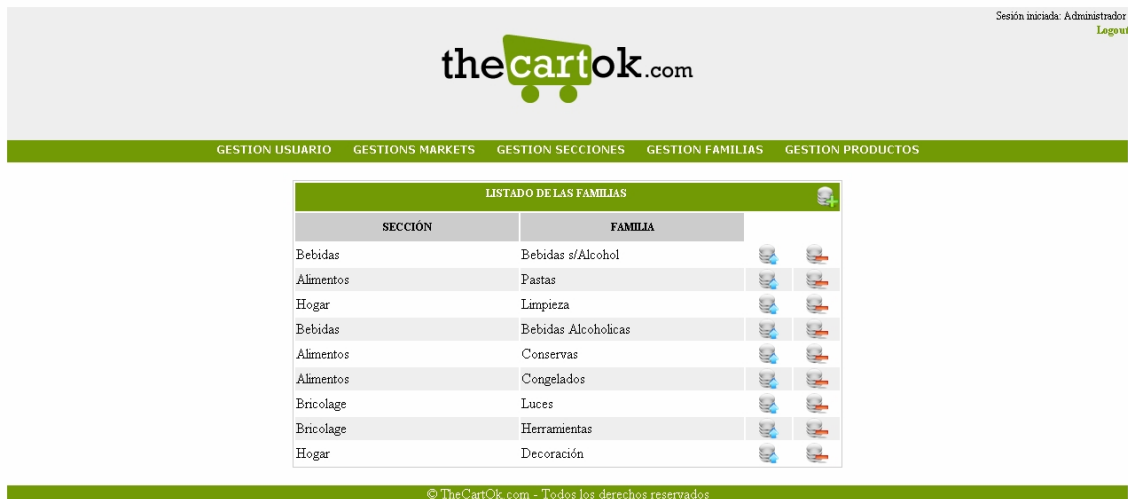 Sesión iniciada: Administrador
Logout
thecartok.com
GESTION USUARIO GESTIONS MARKETS GESTION SECCIONES GESTION FAMILIAS GESTION PRODUCTOS
LISTADO DE LAS FAMILIAS
SECCIÓN FAMILIA
Bebidas Bebidas s/Alcohol
Alimentos Pastas
Hogar Limpieza
Bebidas Bebidas Alcoholicas
Alimentos Conservas
Alimentos Congelados
Bricolage Luces
Bricolage Herramientas
Hogar Decoración
© TheCartOk.com - Todos los derechos reservados